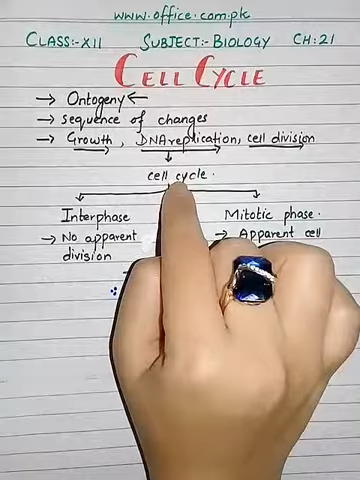 www.office.com.pk
CLASS:-XII SUBJECT:- BIOLOGY CH:21
CELL CYCLE
→ Ontogeny ←
→ sequence of changes
→ Growth, DNA replication, cell division
cell cycle.
Interphase Mitotic phase.
→ No apparent → Apparent cell
division